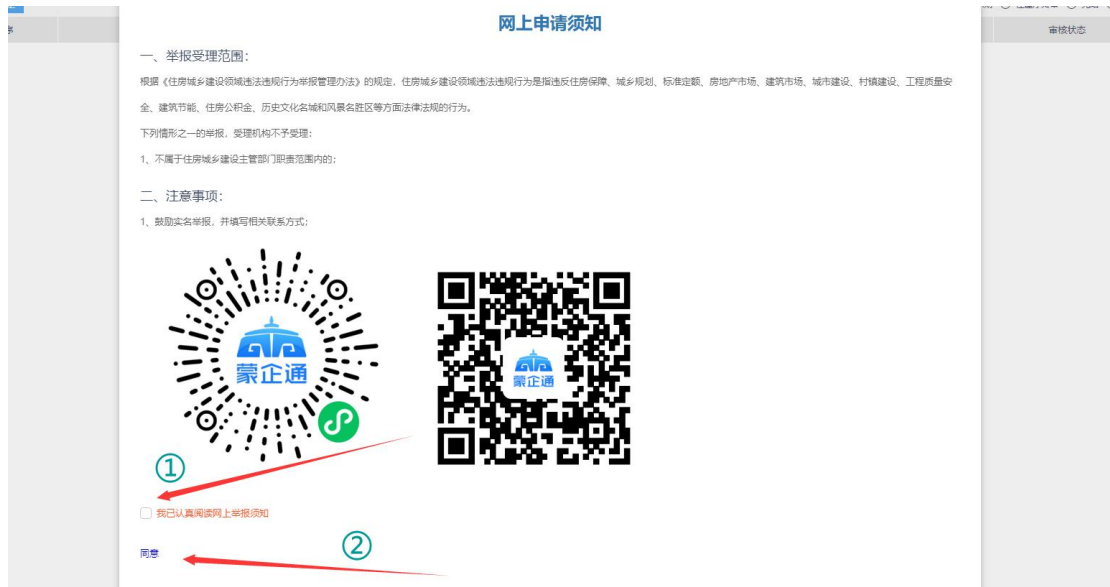 网上申请须知
审核状态
一、举报受理范围：
根据《住房城乡建设领域违法违规行为举报管理办法》的规定，住房城乡建设领域违法违规行为是指违反住房保障、城乡规划、标准定额、房地产市场、建筑市场、城市建设、村镇建设、工程质量安
全、建筑节能、住房公积金、历史文化名城和风景名胜区等方面法律法规的行为。
下列情形之一的举报，受理机构不予受理：
1、不属于住房城乡建设主管部门职责范围内的；
二、注意事项：
1、鼓励实名举报，并填写相关联系方式；
蒙企通
蒙企通
①
我已认真阅读网上举报须知
②
同意